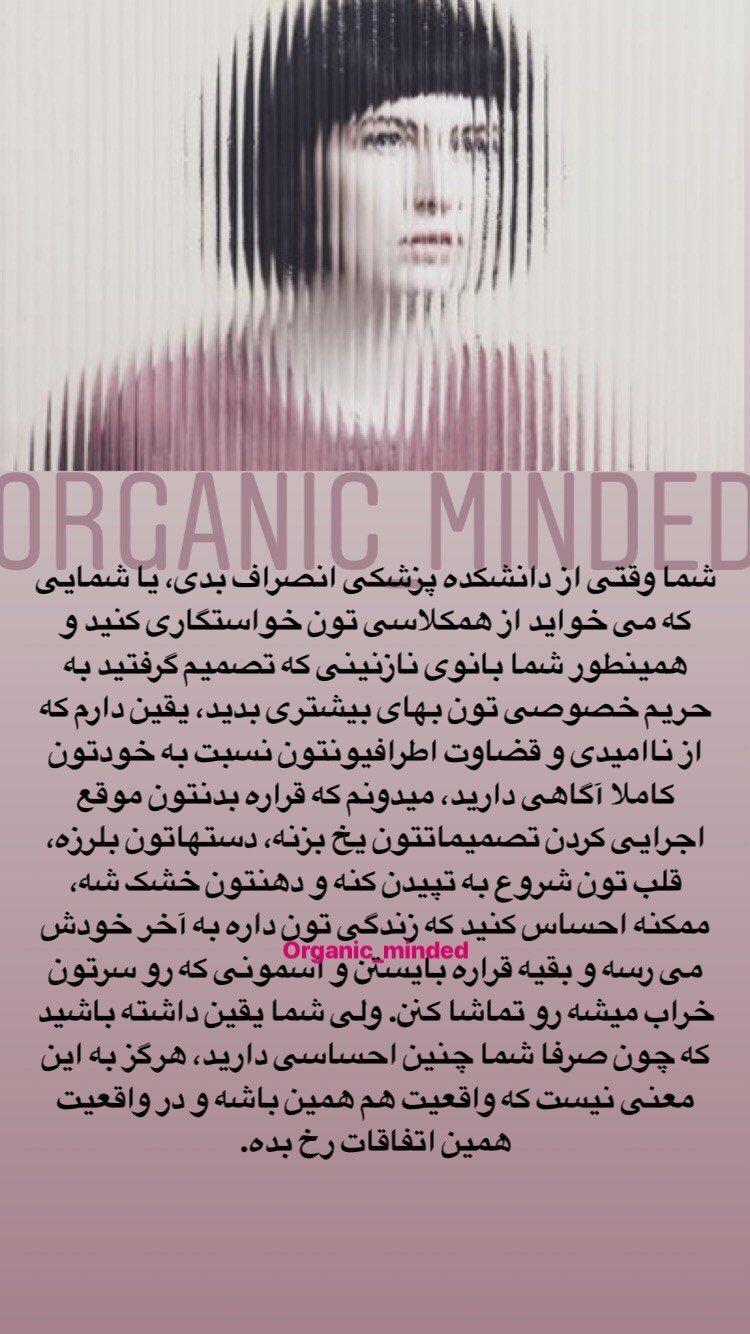 ORGANIC_MINDED
شما وقتی از دانشکده پزشکی انصراف بدی، یا شمایی
که می خواید از همکلاسی تون خواستگاری کنید و
همینطور شما بانوی نازنینی که تصمیم گرفتید به
حریم خصوصی تون بهای بیشتری بدید، یقین دارم که
از ناامیدی و قضاوت اطرافیونتون نسبت به خودتون
کاملا آگاهی دارید، میدونم که قراره بدنتون موقع
اجرایی کردن تصمیماتتون یخ بزنه، دستهاتون بلرزه،
قلب تون شروع به تپیدن کنه و دهنتون خشک شه،
ممکنه احساس کنید که زندگی تون داره به آخر خودش
Organic_minded
می رسه و بقیه قراره بایستن و آسمونی که رو سرتون
خراب میشه رو تماشا کنن. ولی شما یقین داشته باشید
که چون صرفا شما چنین احساسی دارید، هرگز به این
معنی نیست که واقعیت هم همین باشه و در واقعیت
همین اتفاقات رخ بده.